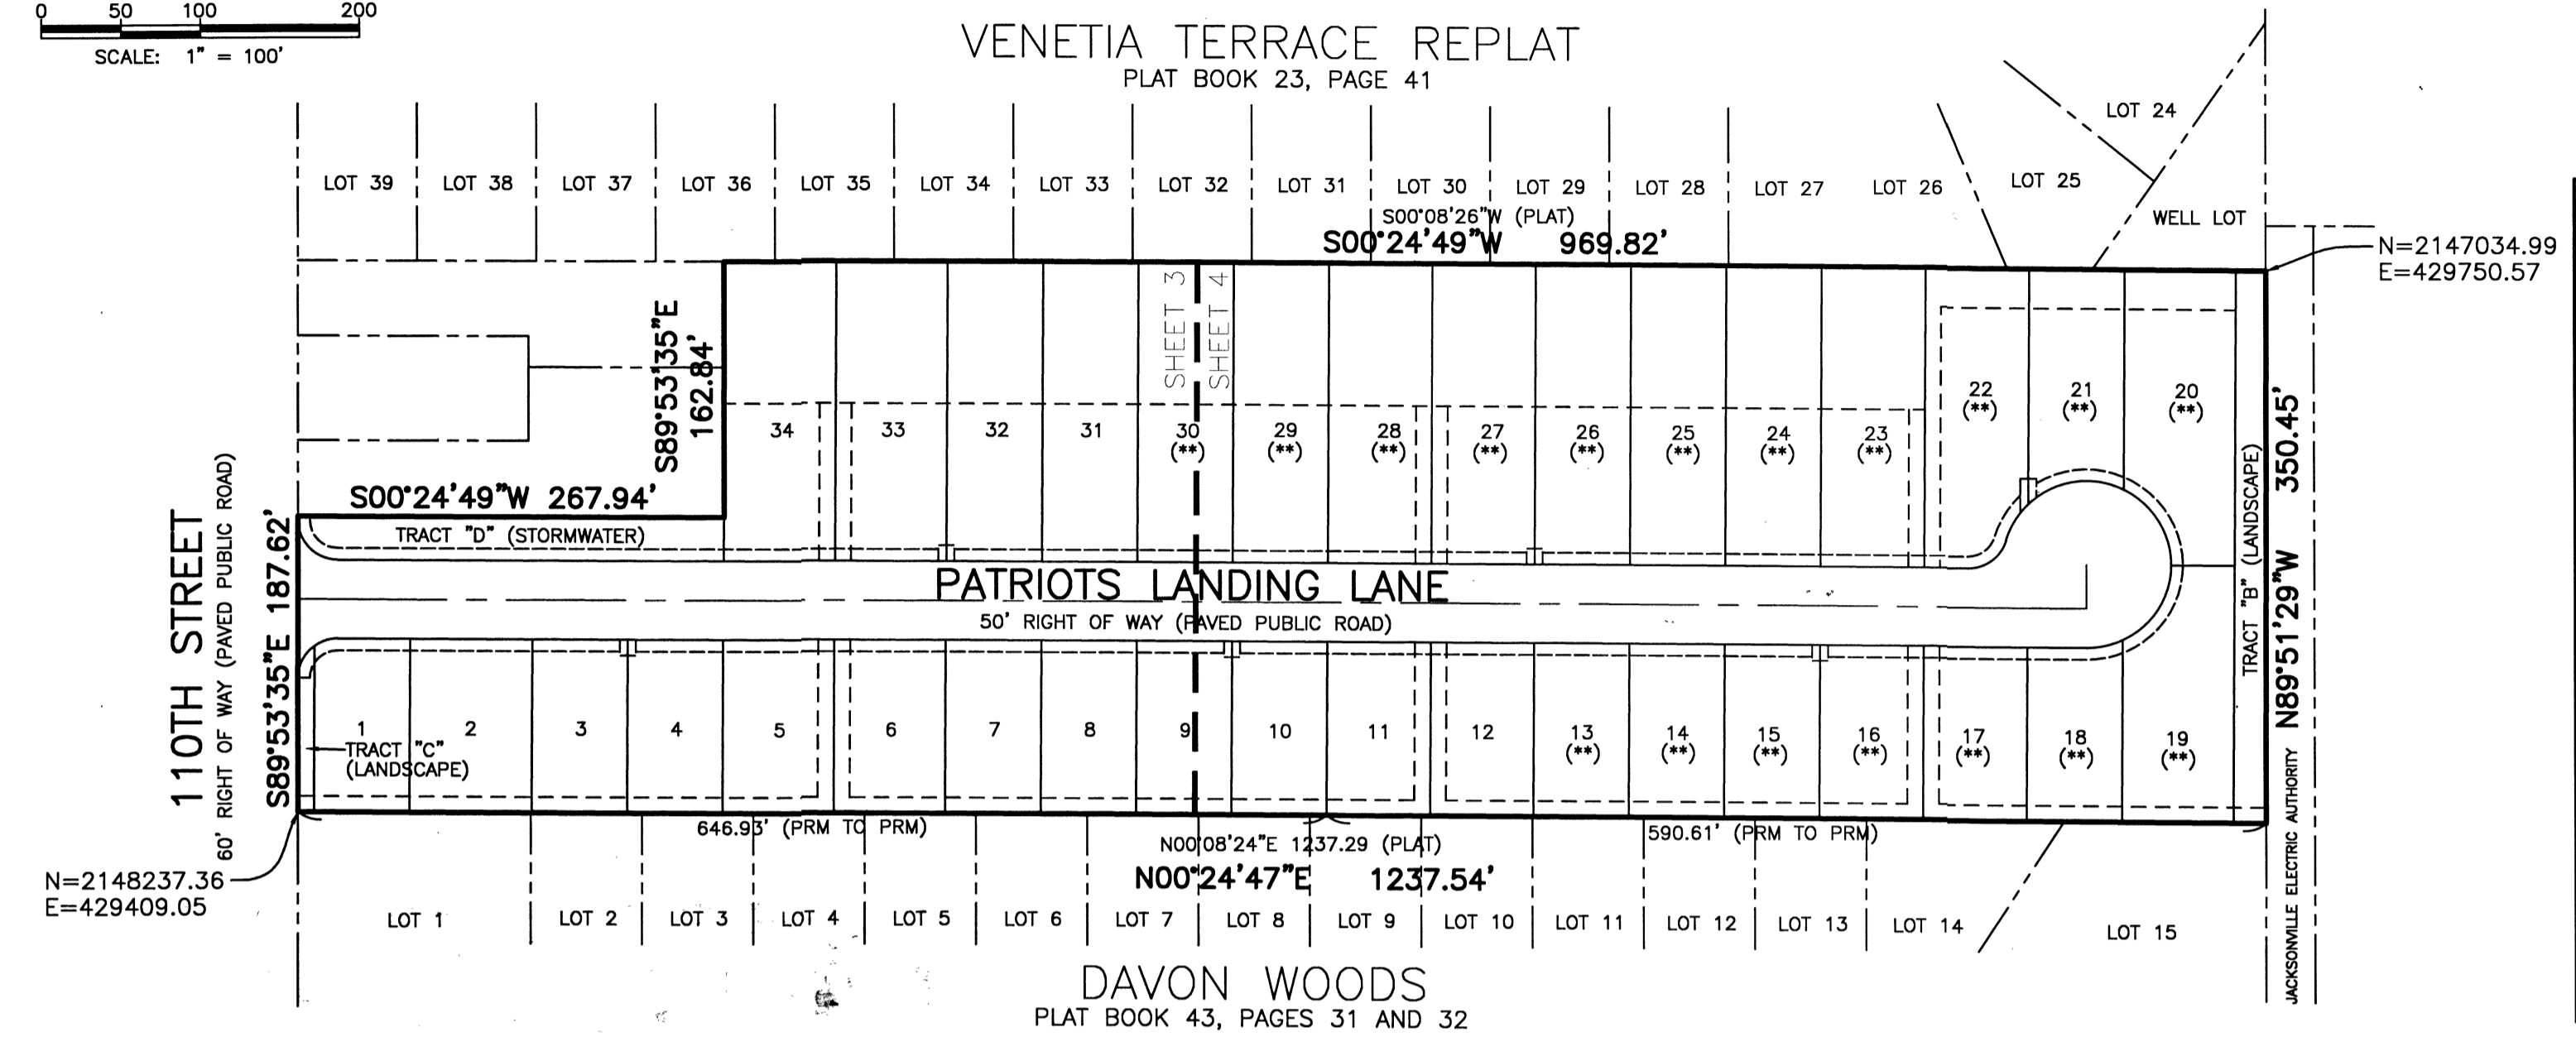 0 50 100 200
SCALE: 1" = 100'
VENETIA TERRACE REPLAT
PLAT BOOK 23, PAGE 41
LOT 39
LOT 38
LOT 37
LOT 36
LOT 35
LOT 34
LOT 33
LOT 32
LOT 31
LOT 30
LOT 29
LOT 28
LOT 27
LOT 26
LOT 25
LOT 24
WELL LOT
S00°08'26"W (PLAT)
S00°24'49"W 969.82'
N=2147034.99
E=429750.57
S89°53'35"E
162.84'
SHEET 3
SHEET 4
34
33
32
31
30
(**)
29
(**)
28
(**)
27
(**)
26
(**)
25
(**)
24
(**)
23
(**)
22
(**)
21
(**)
20
(**)
S00°24'49"W 267.94'
TRACT "D" (STORMWATER)
110TH STREET
60' RIGHT OF WAY (PAVED PUBLIC ROAD)
S89°53'35"E 187.62'
PATRIOTS LANDING LANE
50' RIGHT OF WAY (PAVED PUBLIC ROAD)
TRACT "B" (LANDSCAPE)
N89°51'29"W 350.45'
JACKSONVILLE ELECTRIC AUTHORITY
1
2
3
4
5
6
7
8
9
10
11
12
13
(**)
14
(**)
15
(**)
16
(**)
17
(**)
18
(**)
19
(**)
TRACT "C"
(LANDSCAPE)
646.93' (PRM TO PRM)
590.61' (PRM TO PRM)
N00°08'24"E 1237.29 (PLAT)
N00°24'47"E 1237.54'
N=2148237.36
E=429409.05
LOT 1
LOT 2
LOT 3
LOT 4
LOT 5
LOT 6
LOT 7
LOT 8
LOT 9
LOT 10
LOT 11
LOT 12
LOT 13
LOT 14
LOT 15
DAVON WOODS
PLAT BOOK 43, PAGES 31 AND 32